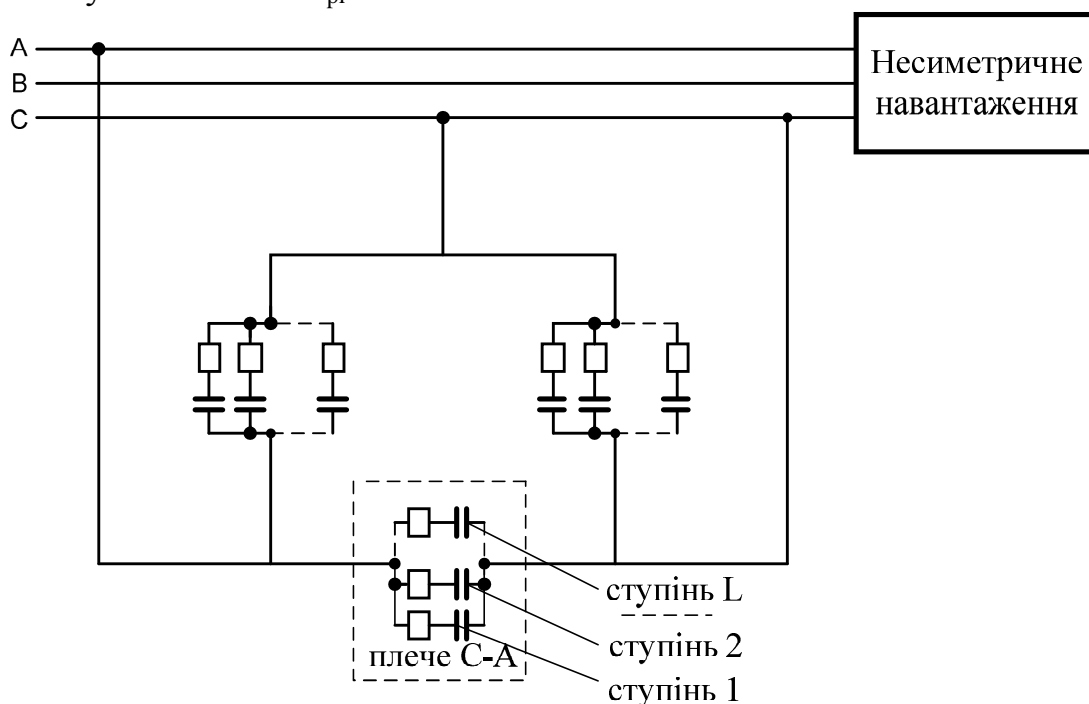 A
B
C
Несиметричне
навантаження
ступінь L
ступінь 2
плече C-A
ступінь 1